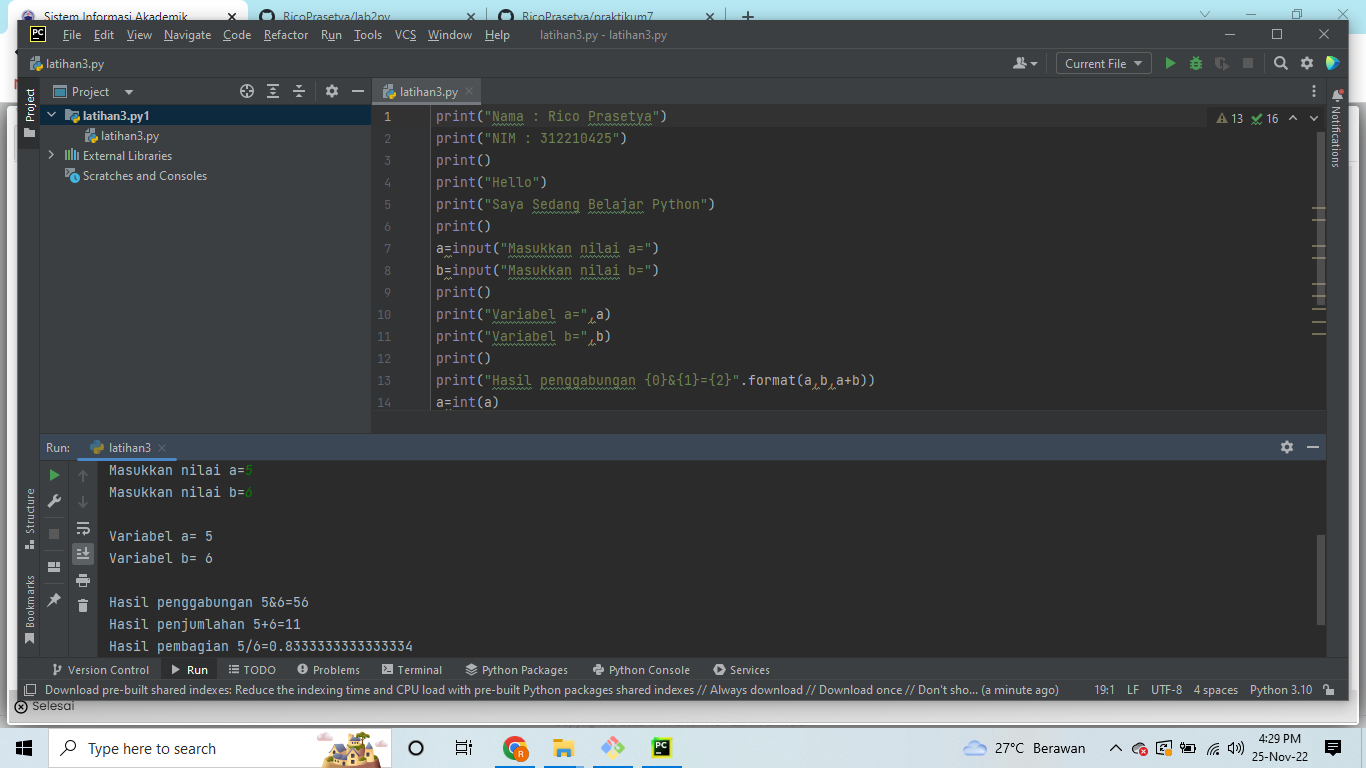 Sistem Informasi Akademik
RicoPrasetya/lab2py
RicoPrasetya/praktikum7
PC File Edit View Navigate Code Refactor Run Tools VCS Window Help latihan3.py - latihan3.py
latihan3.py
Current File
Project
Project
latihan3.py
latihan3.py1
latihan3.py
External Libraries
Scratches and Consoles
1 print("Nama : Rico Prasetya")
2 print("NIM : 312210425")
3 print()
4 print("Hello")
5 print("Saya Sedang Belajar Python")
6 print()
7 a=input("Masukkan nilai a=")
8 b=input("Masukkan nilai b=")
9 print()
10 print("Variabel a=",a)
11 print("Variabel b=",b)
12 print()
13 print("Hasil penggabungan {0}&{1}={2}".format(a,b,a+b))
14 a=int(a)
13 16
Notifications
Run: latihan3
Masukkan nilai a=5
Masukkan nilai b=6
Variabel a= 5
Variabel b= 6
Hasil penggabungan 5&6=56
Hasil penjumlahan 5+6=11
Hasil pembagian 5/6=0.8333333333333334
Structure
Bookmarks
Version Control Run TODO Problems Terminal Python Packages Python Console Services
Download pre-built shared indexes: Reduce the indexing time and CPU load with pre-built Python packages shared indexes // Always download // Download once // Don't sho... (a minute ago) 19:1 LF UTF-8 4 spaces Python 3.10
Selesai
Type here to search
R
PC
27°C Berawan
4:29 PM
25-Nov-22